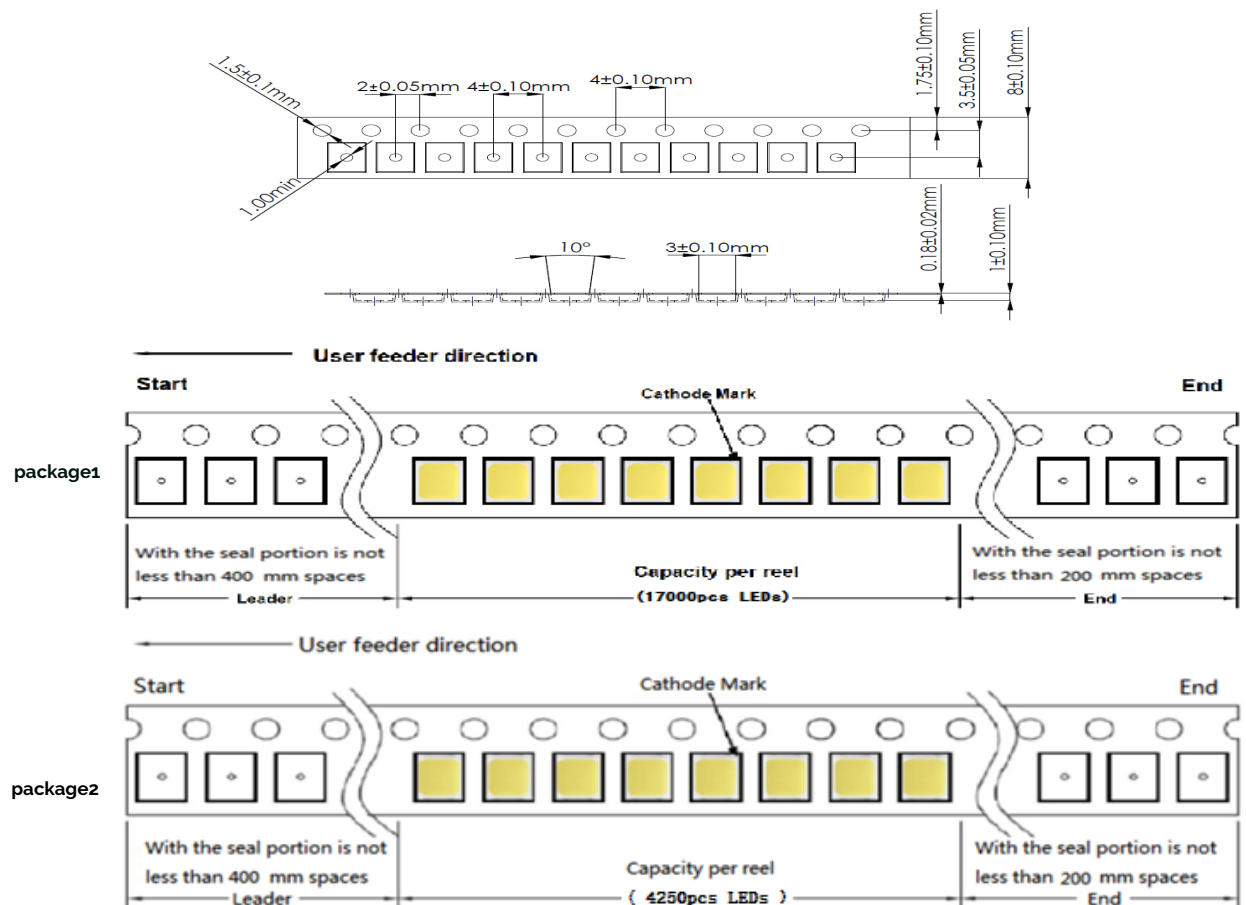 1.5±0.1mm
2±0.05mm
4±0.10mm
4±0.10mm
1.75±0.10mm
3.5±0.05mm
8±0.10mm
1.00min
10°
3±0.10mm
0.18±0.02mm
1±0.10mm
User feeder direction
Start
Cathode Mark
End
package1
With the seal portion is not
less than 400 mm spaces
Leader
Capacity per reel
(17000pcs LEDs)
With the seal portion is not
less than 200 mm spaces
End
User feeder direction
Start
Cathode Mark
End
package2
With the seal portion is not
less than 400 mm spaces
Leader
Capacity per reel
( 4250pcs LEDs )
With the seal portion is not
less than 200 mm spaces
End